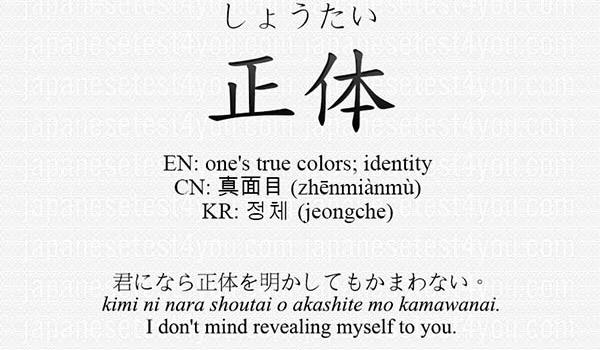 しょうたい
正体
EN: one's true colors; identity
CN: 真面目 (zhēnmiànmù)
KR: 정체 (jeongche)
君になら正体を明かしてもかまわない。
kimi ni nara shoutai o akashite mo kamawanai.
I don't mind revealing myself to you.